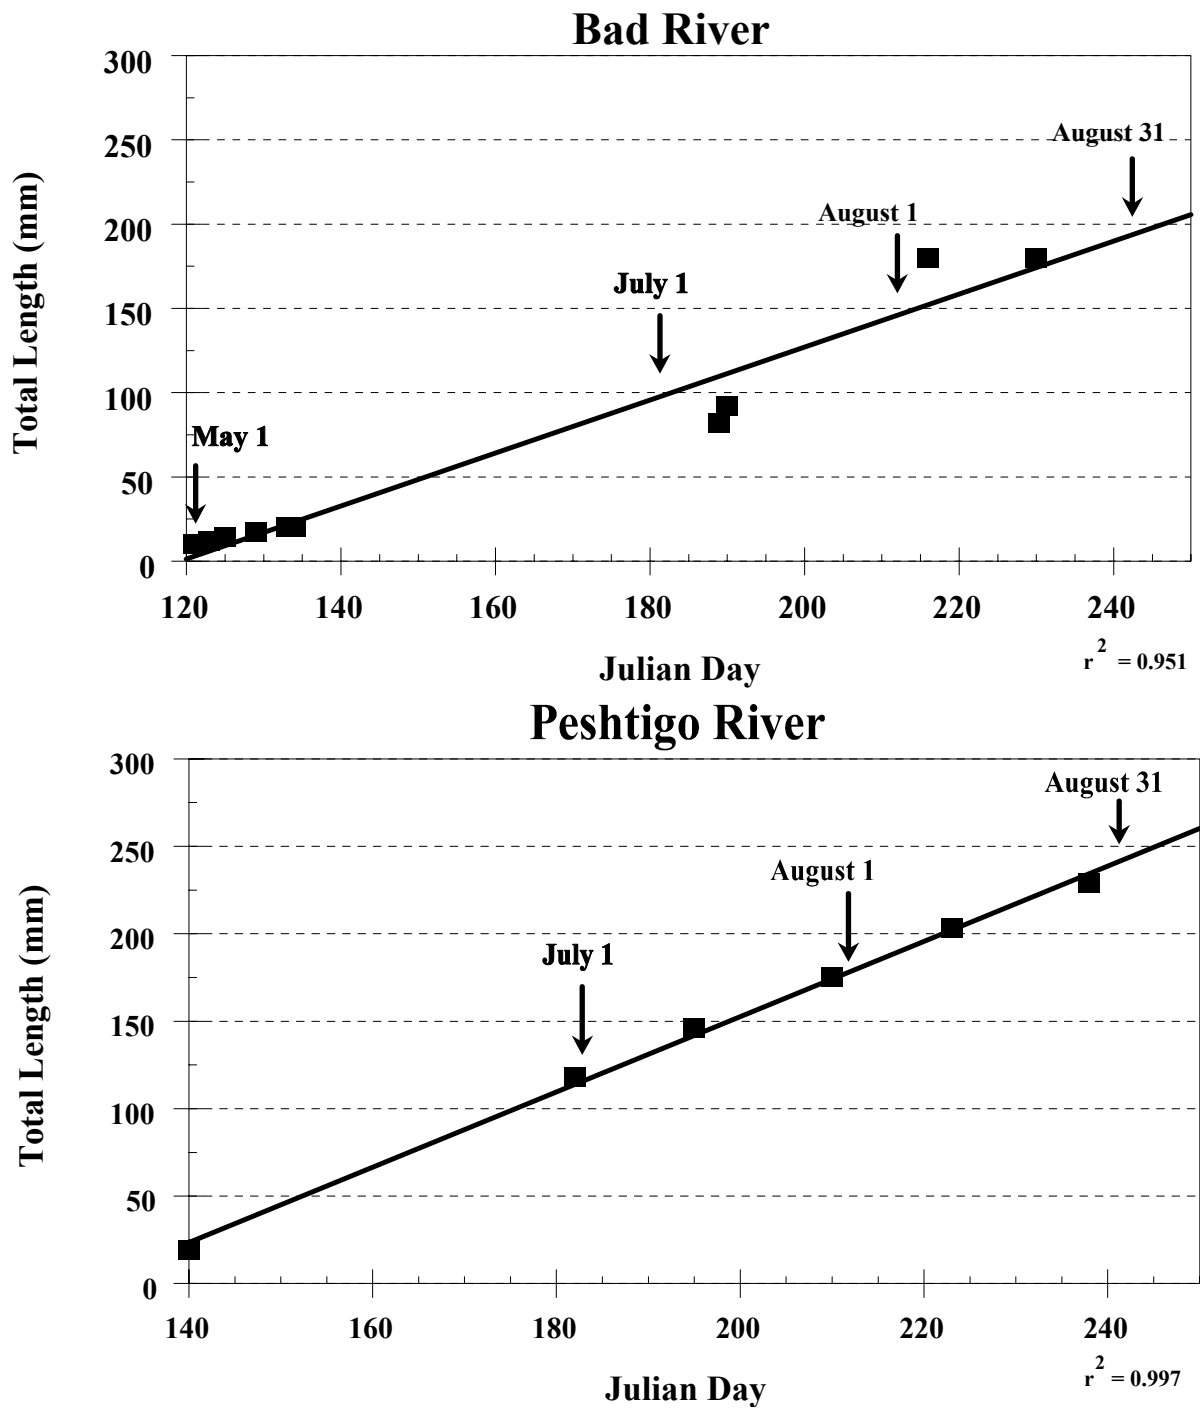 Bad River
300
250
200
150
100
50
0
Total Length (mm)
August 31
August 1
July 1
May 1
120 140 160 180 200 220 240
Julian Day
r 2 = 0.951
Peshtigo River
300
250
200
150
100
50
0
Total Length (mm)
August 31
August 1
July 1
140 160 180 200 220 240
Julian Day
r 2 = 0.997